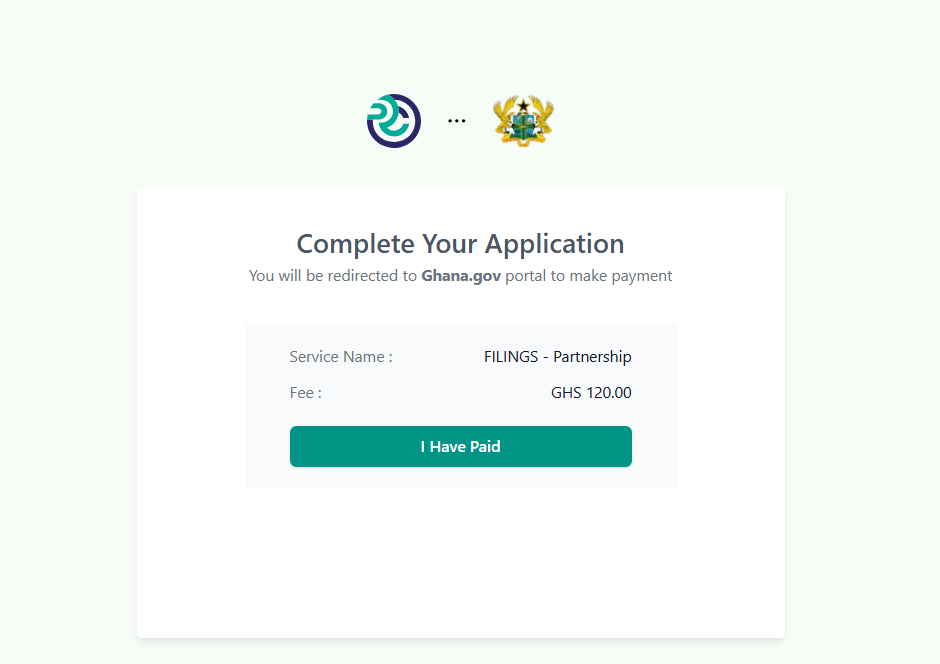 ...
Complete Your Application
You will be redirected to Ghana.gov portal to make payment
Service Name : FILINGS - Partnership
Fee : GHS 120.00
I Have Paid